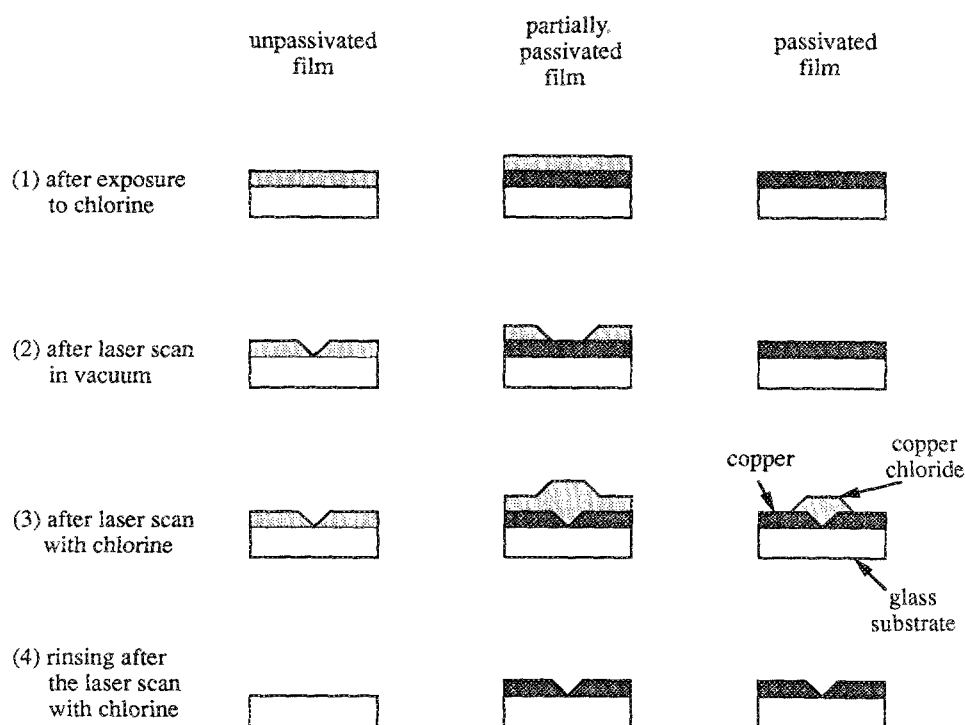 unpassivated
film
partially.
passivated
film
passivated
film
(1) after exposure
to chlorine
(2) after laser scan
in vacuum
copper
copper
chloride
(3) after laser scan
with chlorine
glass
substrate
(4) rinsing after
the laser scan
with chlorine